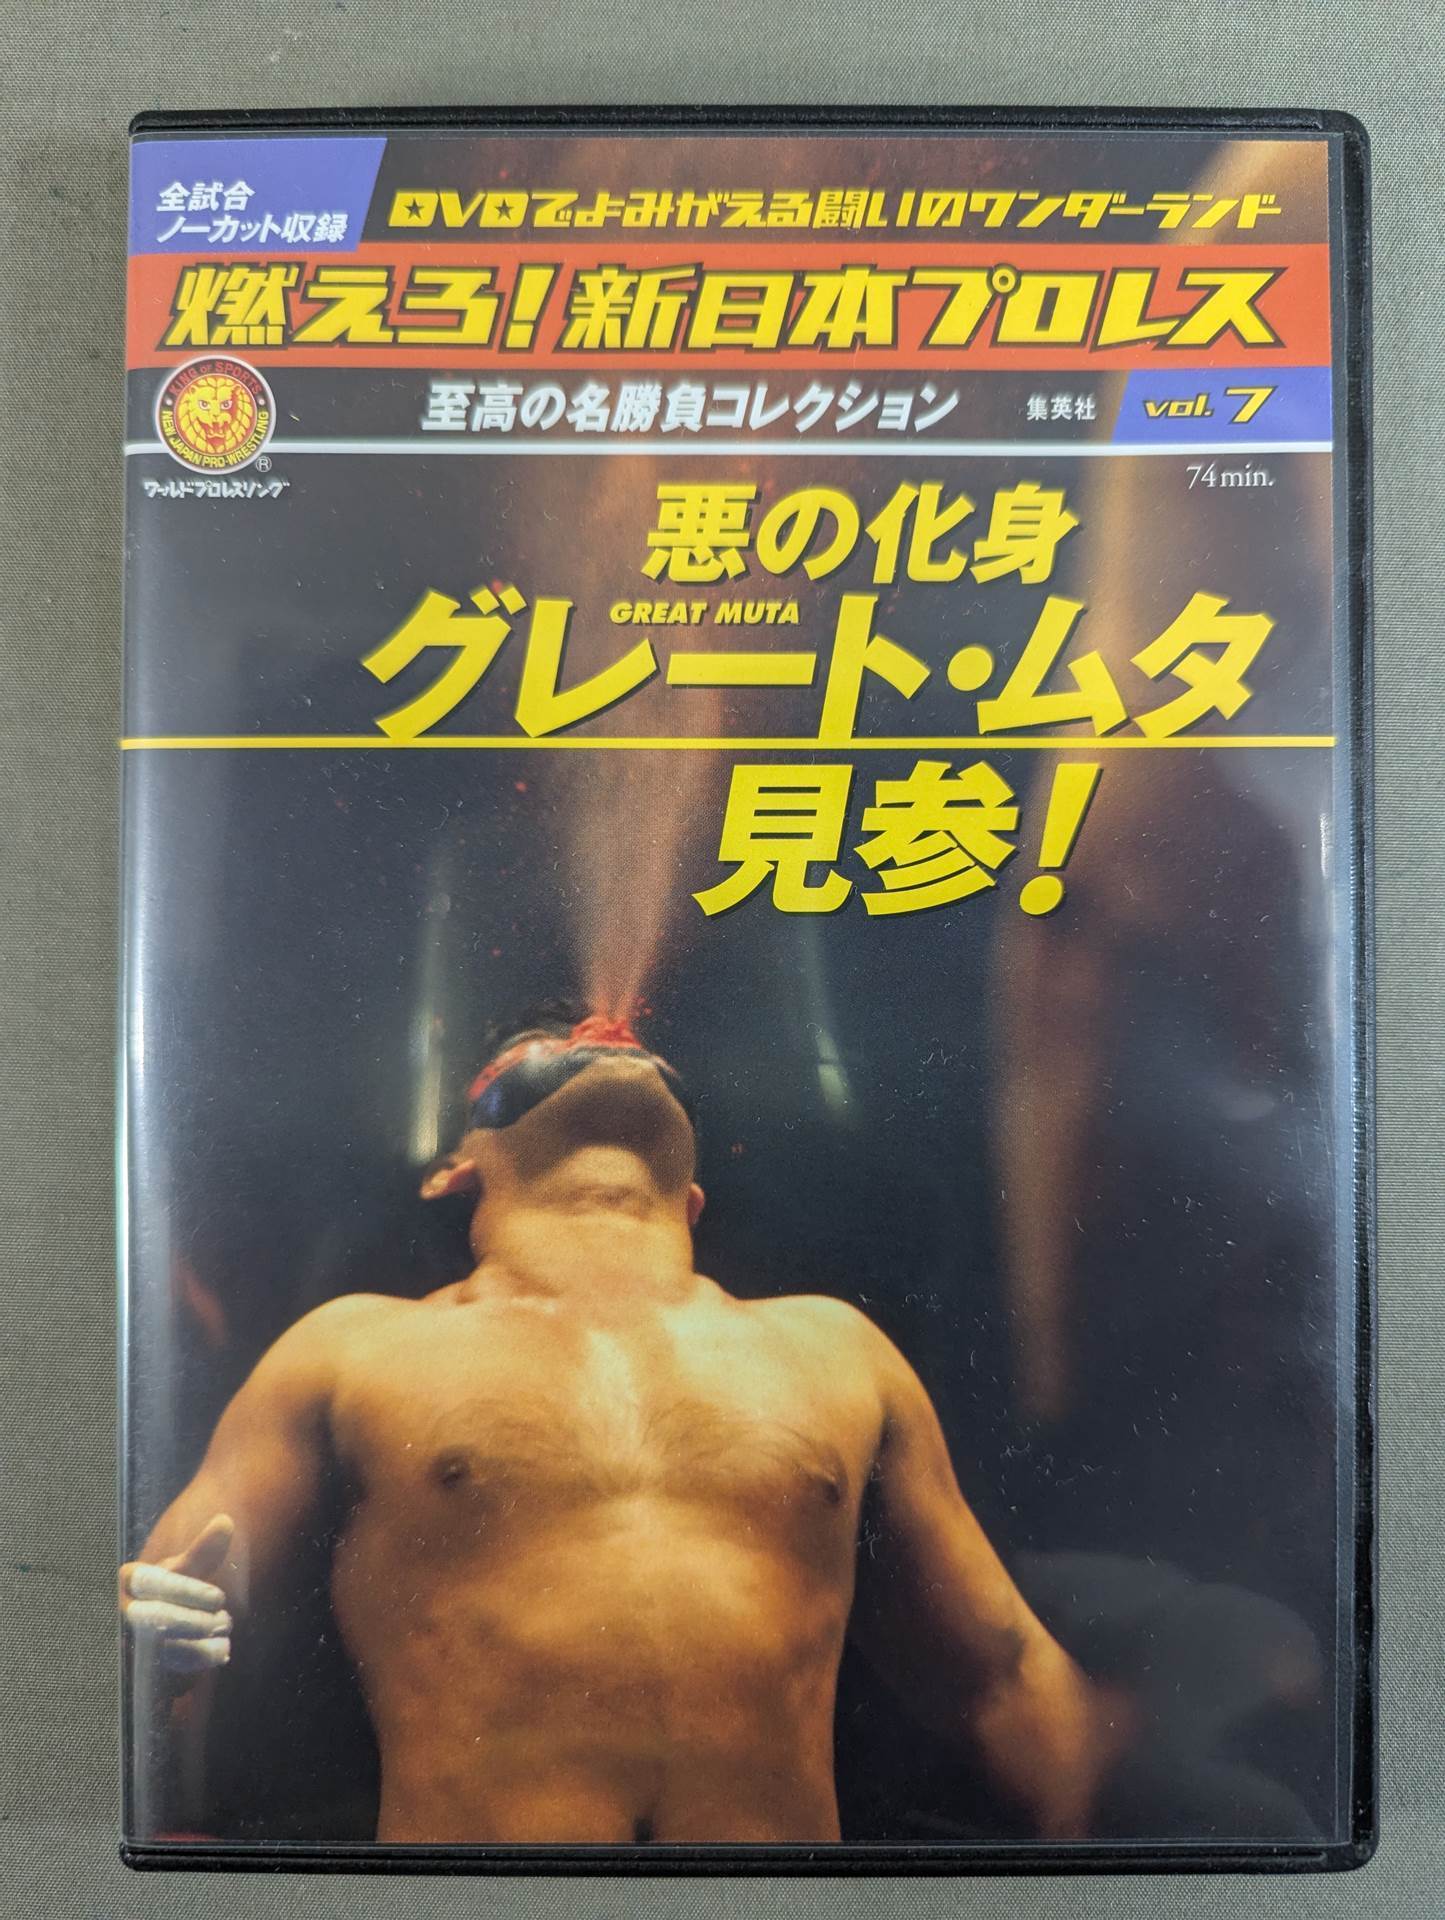 全試合
ノーカット収録
DVDでよみがえる闘いのワンダーランド
燃えろ!新日本プロレス
KING OF SPORTS
NEW JAPAN PRO-WRESTLING
®
ワールドプロレスリング
至高の名勝負コレクション
集英社
vol.7
74min.
悪の化身
GREAT MUTA
グレート・ムタ
見参!